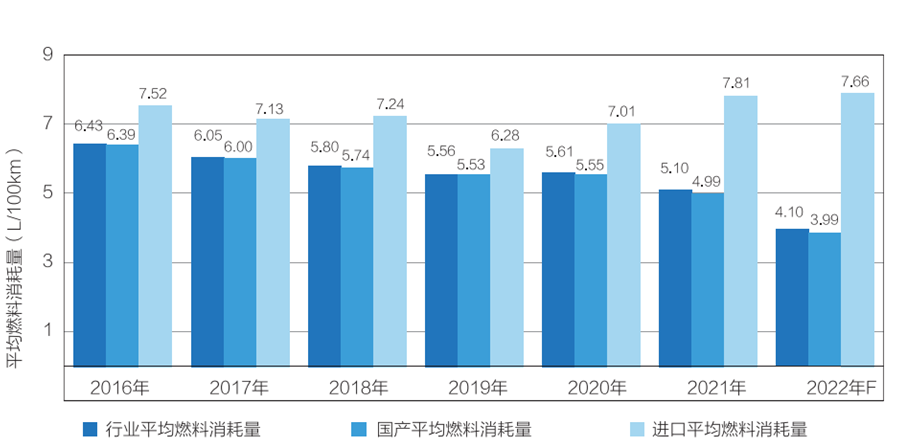 9
7
5
3
1
平均燃料消耗量（L/100km）
6.43 6.39 7.52
6.05 6.00 7.13
5.80 5.74 7.24
5.56 5.53 6.28
5.61 5.55 7.01
5.10 4.99 7.81
4.10 3.99 7.66
2016年 2017年 2018年 2019年 2020年 2021年 2022年F
行业平均燃料消耗量 国产平均燃料消耗量 进口平均燃料消耗量